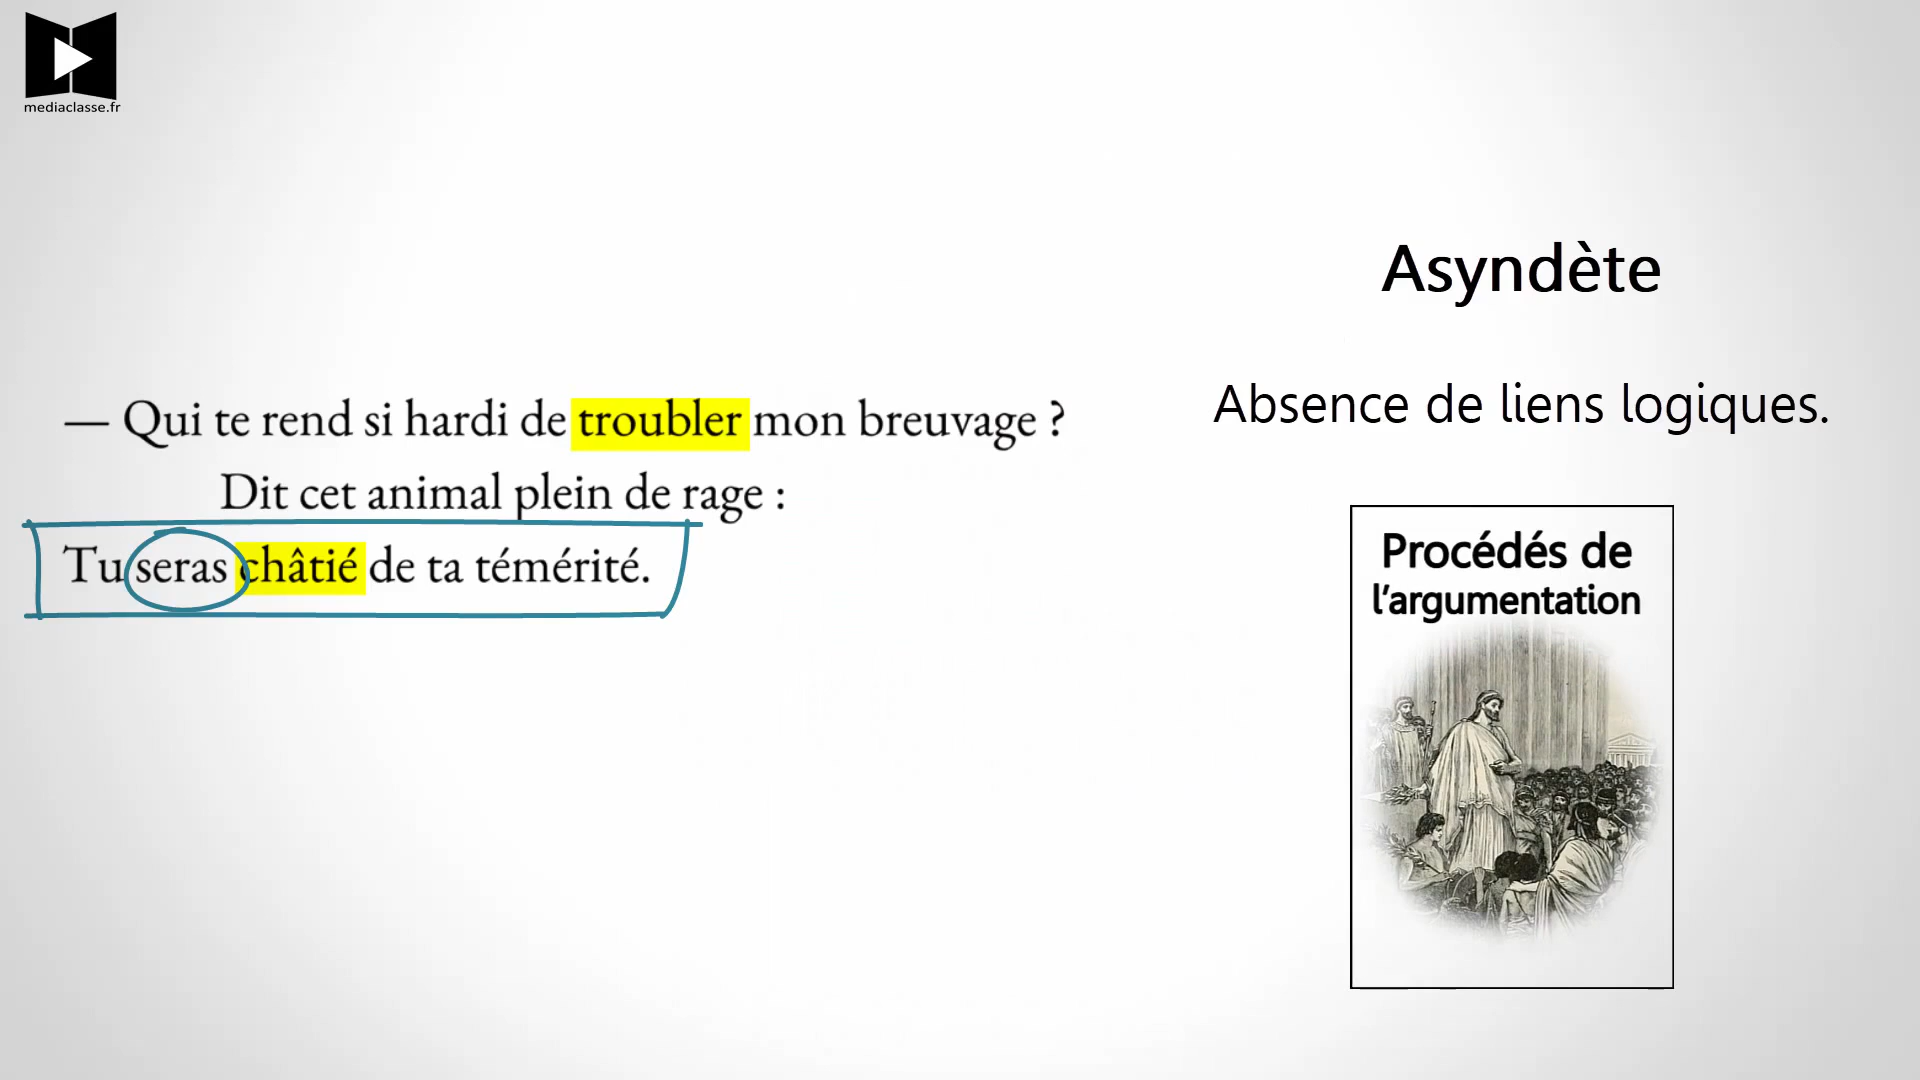 mediaclasse.fr
— Qui te rend si hardi de troubler mon breuvage ?
Dit cet animal plein de rage :
Tu seras châtié de ta témérité.
Asyndète
Absence de liens logiques.
Procédés de
l’argumentation